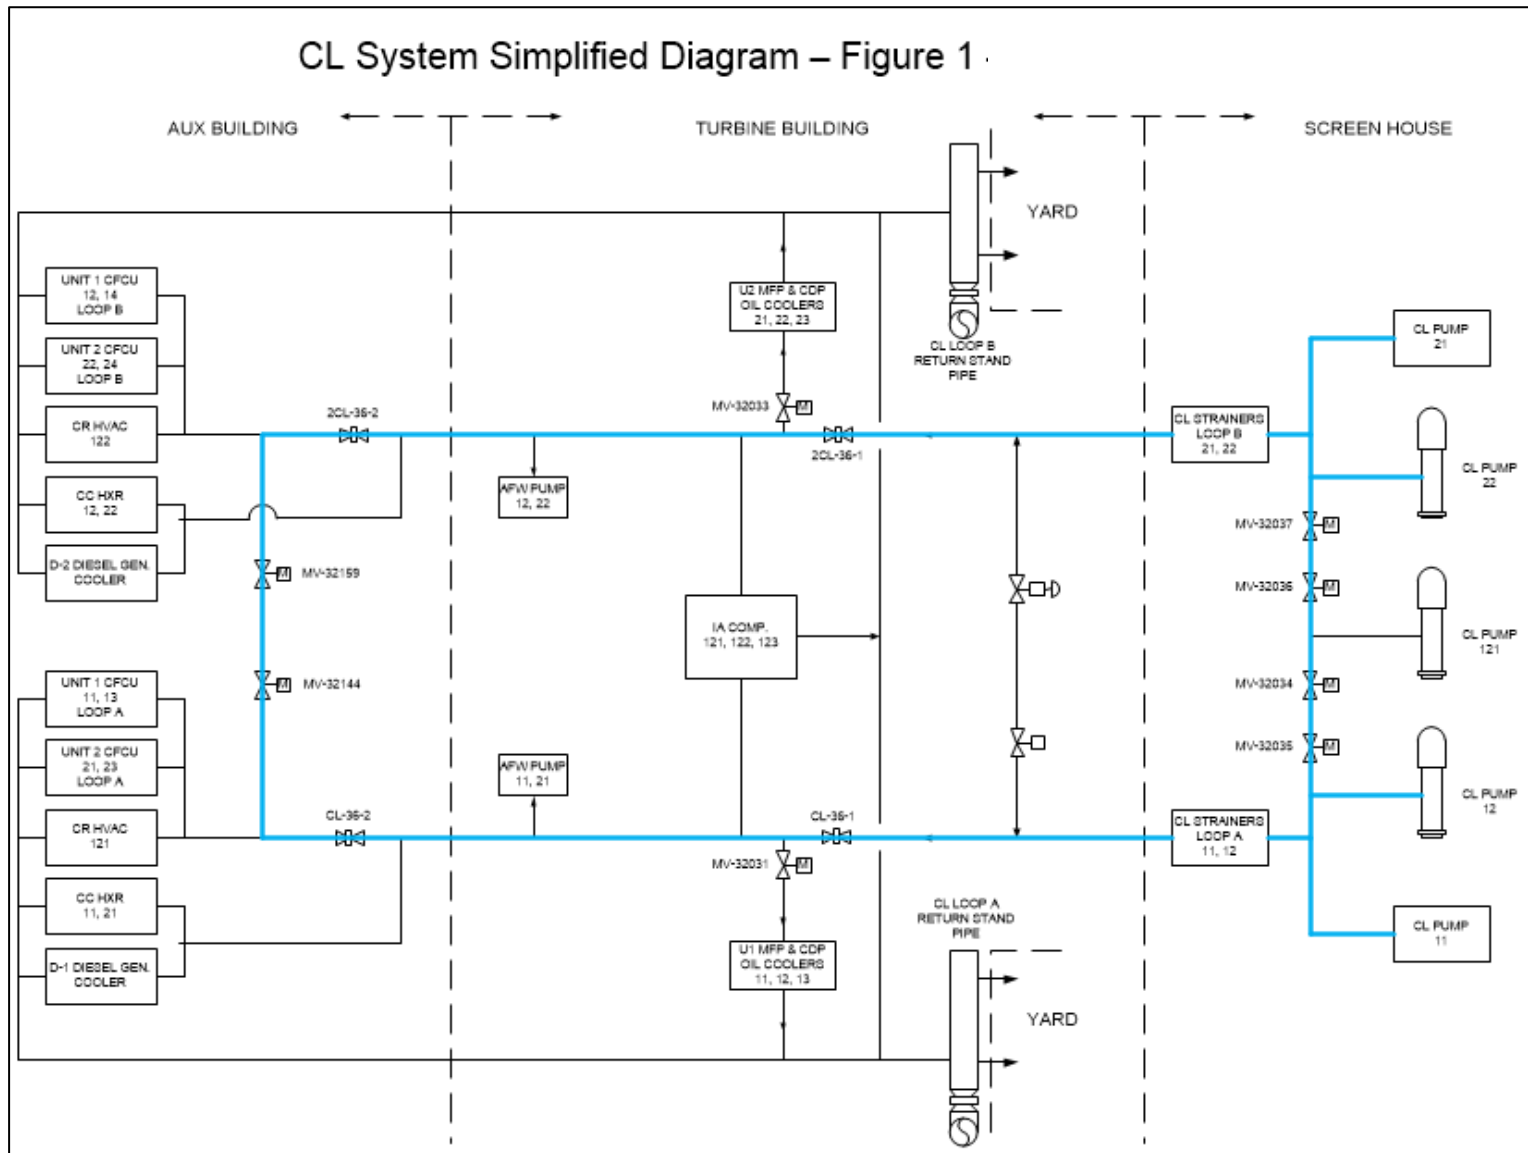 CL System Simplified Diagram – Figure 1
AUX BUILDING
TURBINE BUILDING
SCREEN HOUSE
YARD
UNIT 1 CFCU
12, 14
LOOP B
UNIT 2 CFCU
22, 24
LOOP B
CR HVAC
122
CC HXR
12, 22
D-2 DIESEL GEN.
COOLER
2CL-36-2
MV-32159
MV-32144
UNIT 1 CFCU
11, 13
LOOP A
UNIT 2 CFCU
21, 23
LOOP A
CR HVAC
121
CC HXR
11, 21
D-1 DIESEL GEN.
COOLER
CL-36-2
U2 MFP & CDP
OIL COOLERS
21, 22, 23
MV-32033
M
2CL-36-1
AFW PUMP
12, 22
M
IA COMP.
121, 122, 123
M
AFW PUMP
11, 21
CL-36-1
MV-32031
M
U1 MFP & CDP
OIL COOLERS
11, 12, 13
CL LOOP B
RETURN STAND
PIPE
CL LOOP A
RETURN STAND
PIPE
YARD
CL STRAINERS
LOOP B
21, 22
CL STRAINERS
LOOP A
11, 12
CL PUMP
21
CL PUMP
22
MV-32037
M
MV-32036
M
CL PUMP
121
MV-32034
M
MV-32035
M
CL PUMP
12
CL PUMP
11